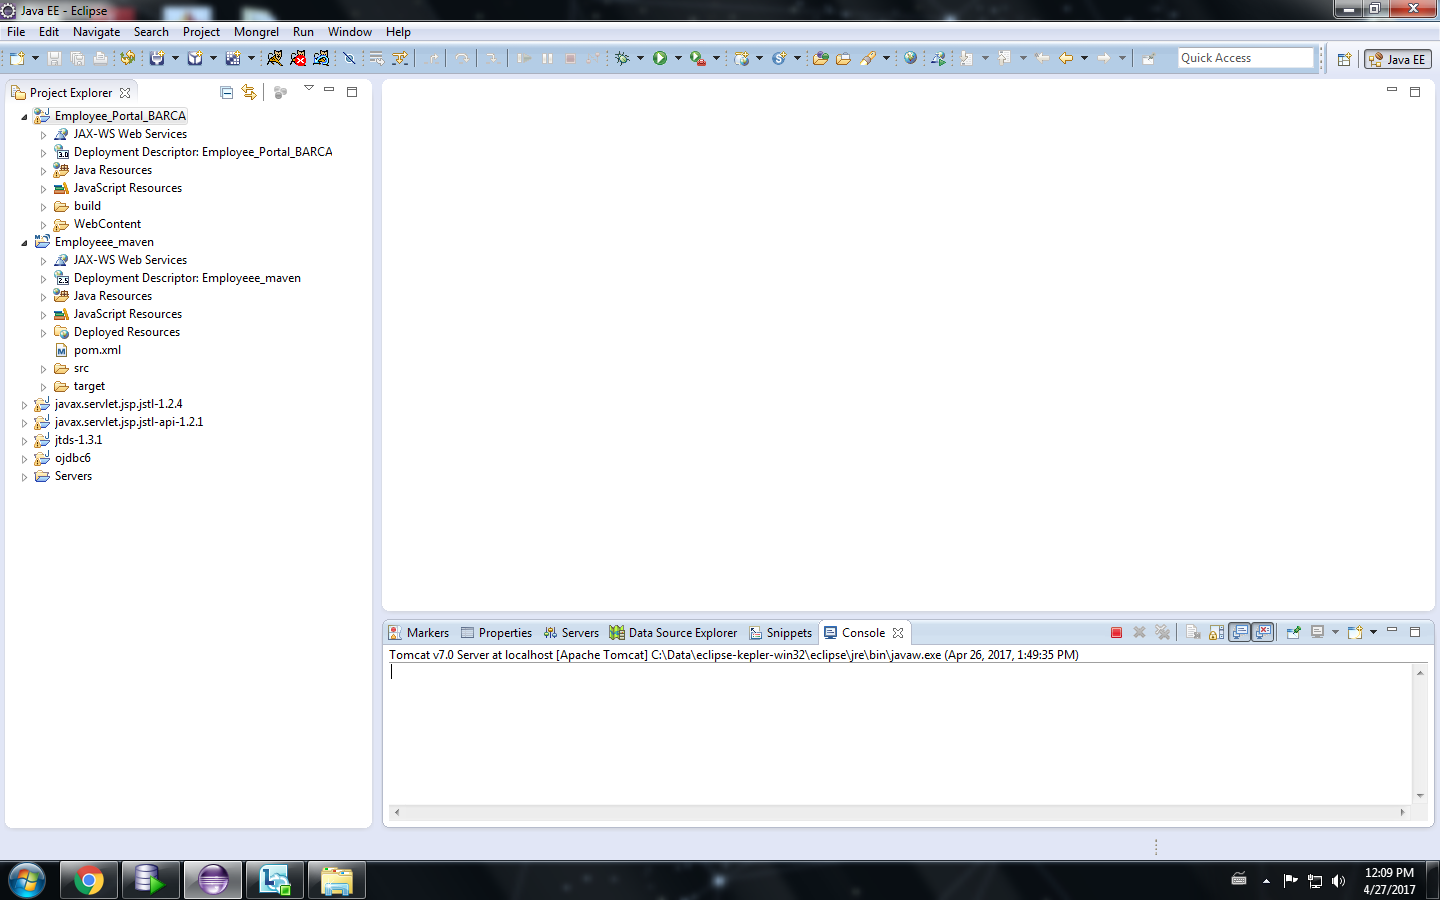 Java EE - Eclipse
File Edit Navigate Search Project Mongrel Run Window Help
Quick Access
Java EE
Project Explorer
Employee_Portal_BARCA
JAX-WS Web Services
3.0 Deployment Descriptor: Employee_Portal_BARCA
Java Resources
JavaScript Resources
build
WebContent
Employeee_maven
JAX-WS Web Services
2.5 Deployment Descriptor: Employeee_maven
Java Resources
JavaScript Resources
Deployed Resources
M pom.xml
src
target
javax.servlet.jsp.jstl-1.2.4
javax.servlet.jsp.jstl-api-1.2.1
jtds-1.3.1
ojdbc6
Servers
Markers Properties Servers Data Source Explorer Snippets Console
Tomcat v7.0 Server at localhost [Apache Tomcat] C:\Data\eclipse-kepler-win32\eclipse\jre\bin\javaw.exe (Apr 26, 2017, 1:49:35 PM)
12:09 PM
4/27/2017